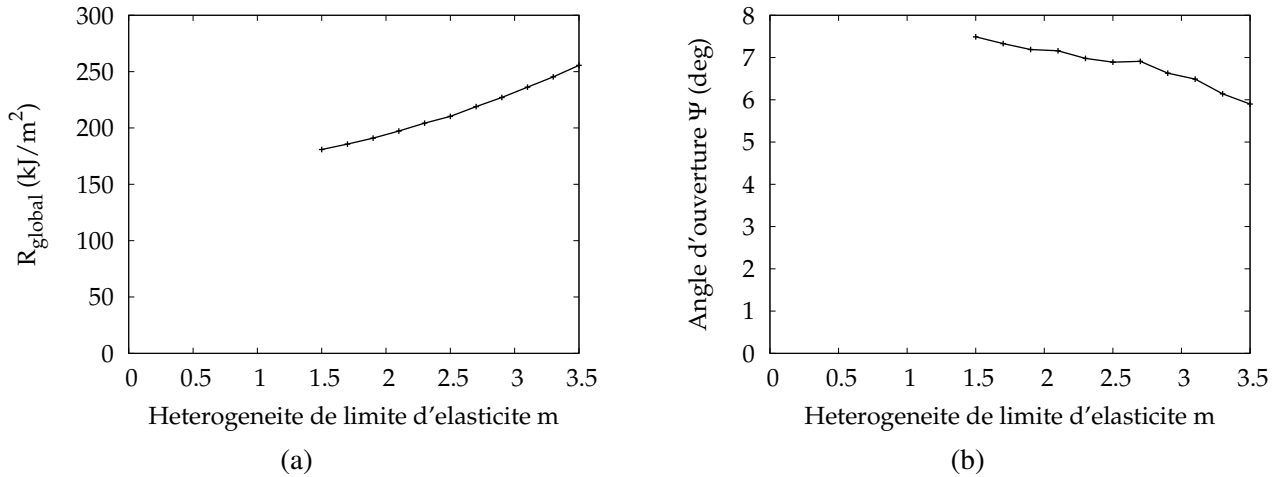 300
250
200
150
100
50
0
R_global (kJ/m²)
0 0.5 1 1.5 2 2.5 3 3.5
Heterogeneite de limite d'elasticite m
(a)
8
7
6
5
4
3
2
1
0
Angle d'ouverture Ψ (deg)
0 0.5 1 1.5 2 2.5 3 3.5
Heterogeneite de limite d'elasticite m
(b)